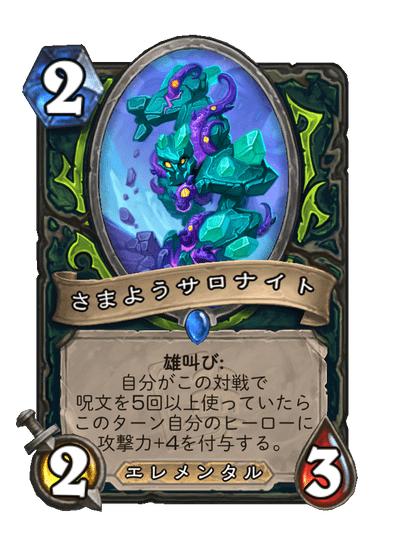 2
さまようサロナイト
雄叫び:
自分がこの対戦で
呪文を5回以上使っていたら
このターン自分のヒーローに
攻撃力+4を付与する。
2
エレメンタル
3